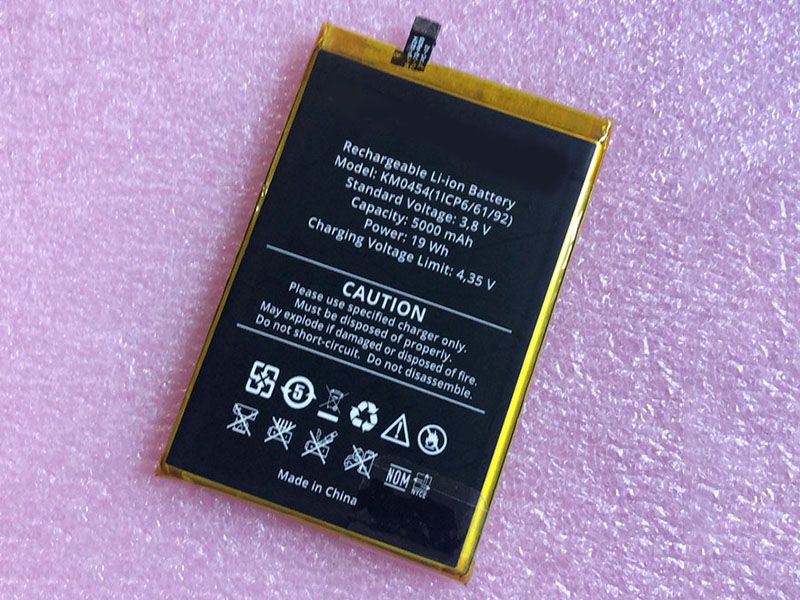 Rechargeable Li-ion Battery
Model: KM0454(1ICP6/61/92)
Standard Voltage: 3,8 V
Capacity: 5000 mAh
Power: 19 Wh
Charging Voltage Limit: 4,35 V
CAUTION
Please use specified charger only.
Must be disposed of properly.
May explode if damaged or disposed of fire.
Do not short-circuit. Do not disassemble.
5
NOM
NYCE
Made in China